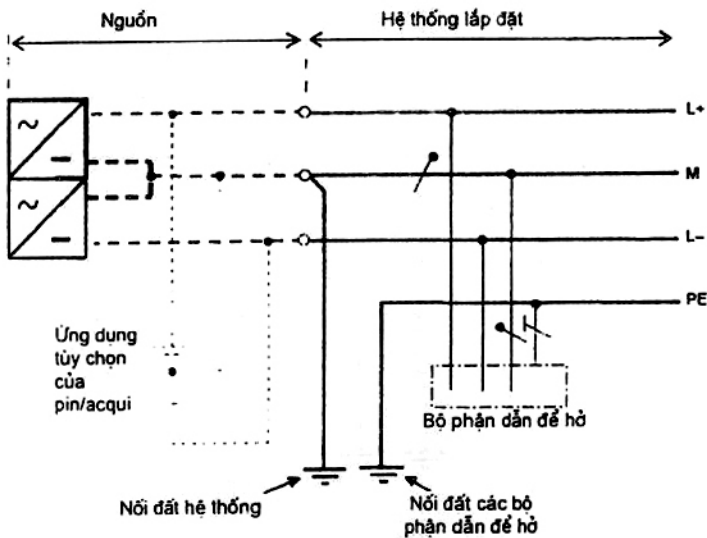 Nguồn
Hệ thống lắp đặt
L+
M
L−
PE
Ứng dụng
tùy chọn
của
pin/acqui
Bộ phận dẫn để hở
Nối đất hệ thống
Nối đất các bộ
phận dẫn để hở